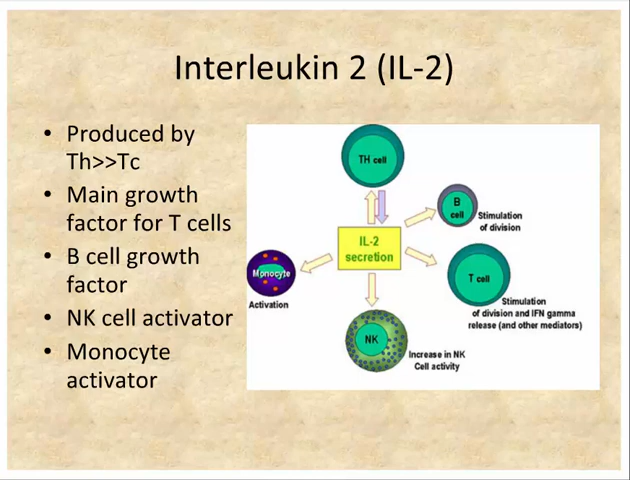 Interleukin 2 (IL-2)
• Produced by
Th>>Tc
• Main growth
factor for T cells
• B cell growth
factor
• NK cell activator
• Monocyte
activator
TH cell
B
cell
Stimulation
of division
IL-2
secretion
Monocyte
Activation
T cell
Stimulation
of division and IFN gamma
release (and other mediators)
NK
Increase in NK
Cell activity